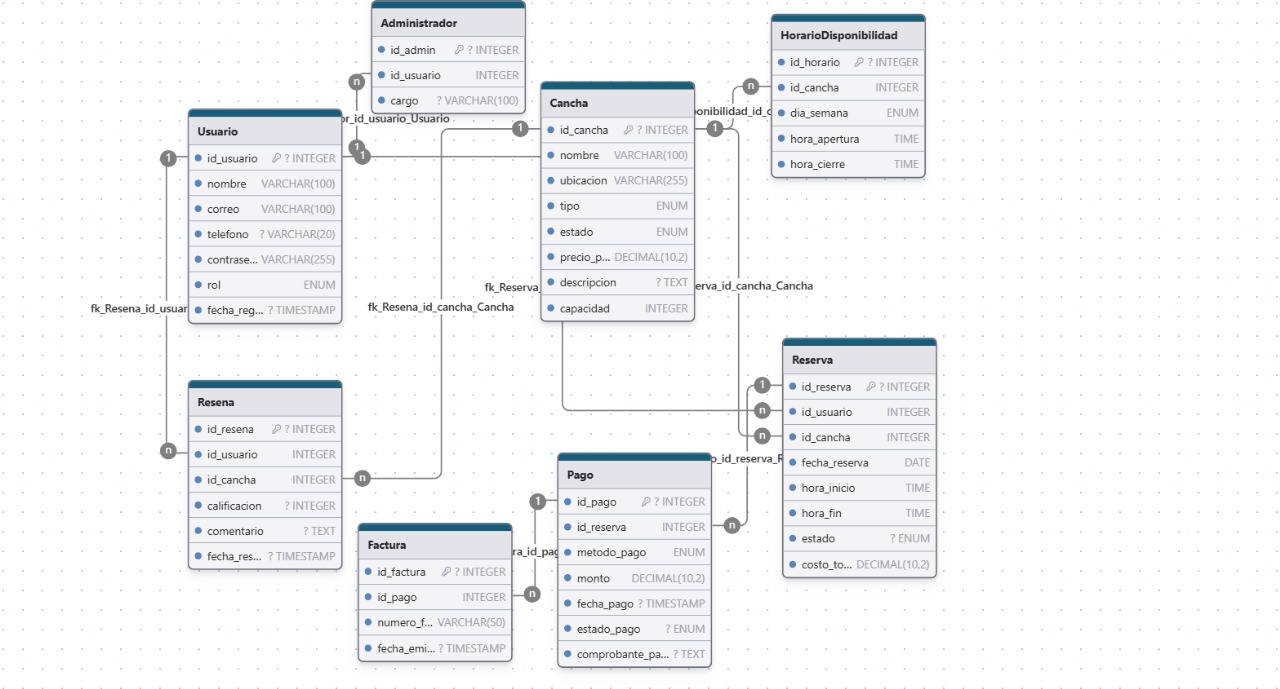 Administrador
id_admin ? INTEGER
id_usuario INTEGER
cargo ? VARCHAR(100)
HorarioDisponibilidad
id_horario ? INTEGER
id_cancha INTEGER
dia_semana ENUM
hora_apertura TIME
hora_cierre TIME
Cancha
id_cancha ? INTEGER
nombre VARCHAR(100)
ubicacion VARCHAR(255)
tipo ENUM
estado ENUM
precio_p... DECIMAL(10,2)
descripcion ? TEXT
capacidad INTEGER
Usuario
id_usuario ? INTEGER
nombre VARCHAR(100)
correo VARCHAR(100)
telefono ? VARCHAR(20)
contrase... VARCHAR(255)
rol ENUM
fecha_reg... ? TIMESTAMP
n
or_id_usuario_Usuario
1
1
1
1
n
onibilidad_id_c
1
fk_Resena_id_usuar
fk_Resena_id_cancha_Cancha
fk_Reserva_
erva_id_cancha_Cancha
Reserva
id_reserva ? INTEGER
id_usuario INTEGER
id_cancha INTEGER
fecha_reserva DATE
hora_inicio TIME
hora_fin TIME
estado ? ENUM
costo_to... DECIMAL(10,2)
1
n
n
o_id_reserva_R
n
Resena
id_resena ? INTEGER
id_usuario INTEGER
id_cancha INTEGER
calificacion ? INTEGER
comentario ? TEXT
fecha_res... ? TIMESTAMP
n
n
Pago
id_pago ? INTEGER
id_reserva INTEGER
metodo_pago ENUM
monto DECIMAL(10,2)
fecha_pago ? TIMESTAMP
estado_pago ? ENUM
comprobante_pa... ? TEXT
1
ra_id_pag
n
Factura
id_factura ? INTEGER
id_pago INTEGER
numero_f... VARCHAR(50)
fecha_emi... ? TIMESTAMP